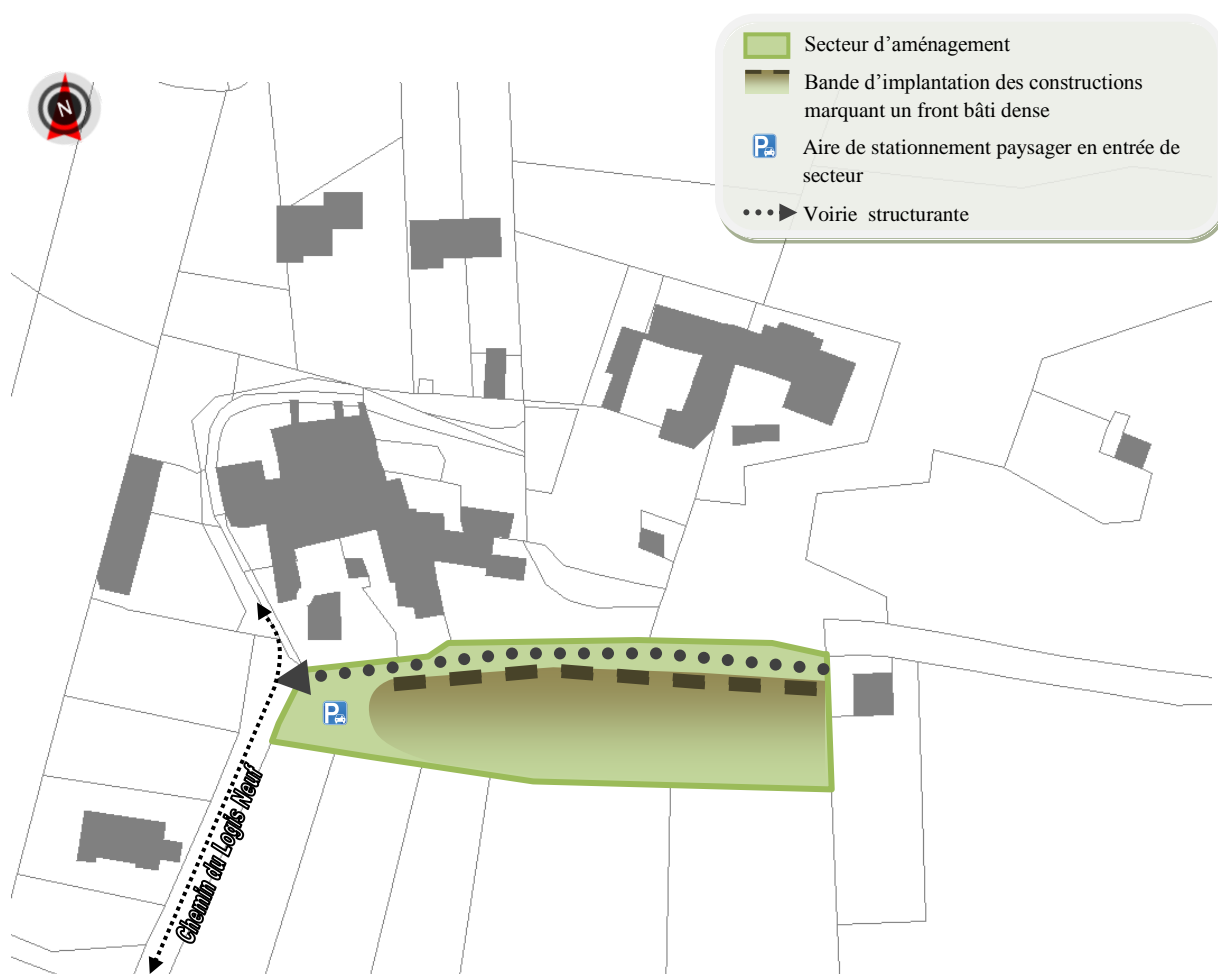 Secteur d'aménagement
Bande d'implantation des constructions
marquant un front bâti dense
P
Aire de stationnement paysager en entrée de
secteur
Voirie structurante
N
P
Chemin du Logis Neuf